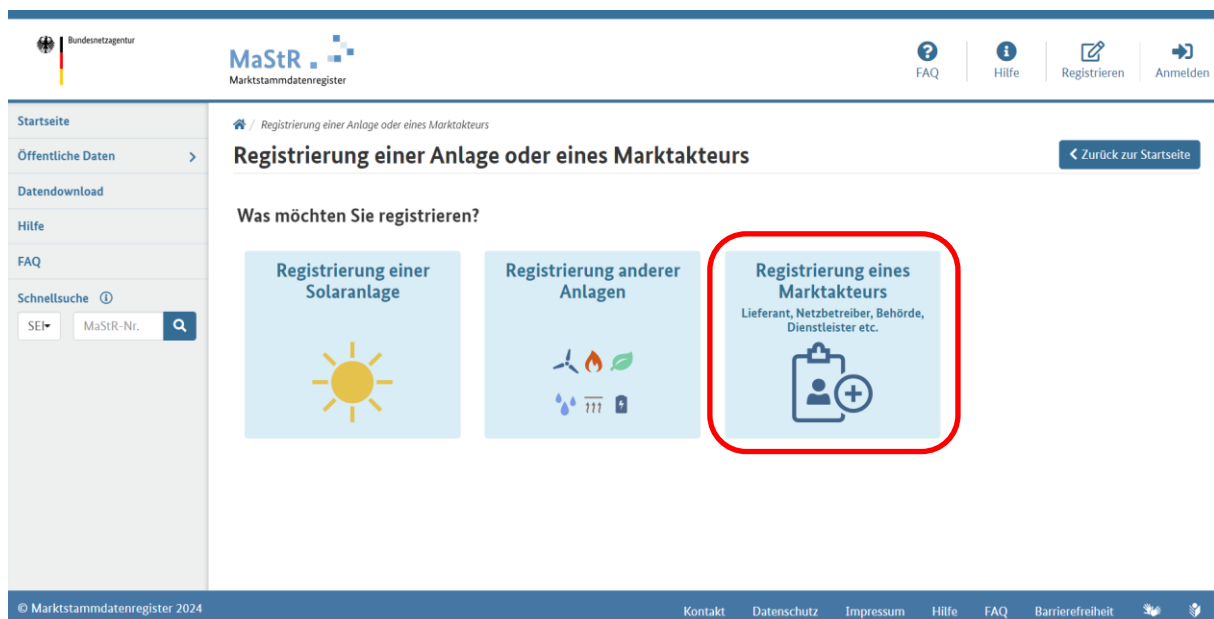 Bundesnetzagentur
MaStR
Marktstammdatenregister
FAQ
Hilfe
Registrieren
Anmelden
Startseite
Öffentliche Daten
Datendownload
Hilfe
FAQ
Schnellsuche
SEI
MaStR-Nr.
/ Registrierung einer Anlage oder eines Marktakteurs
Registrierung einer Anlage oder eines Marktakteurs
Zurück zur Startseite
Was möchten Sie registrieren?
Registrierung einer
Solaranlage
Registrierung anderer
Anlagen
Registrierung eines
Marktakteurs
Lieferant, Netzbetreiber, Behörde,
Dienstleister etc.
© Marktstammdatenregister 2024
Kontakt
Datenschutz
Impressum
Hilfe
FAQ
Barrierefreiheit